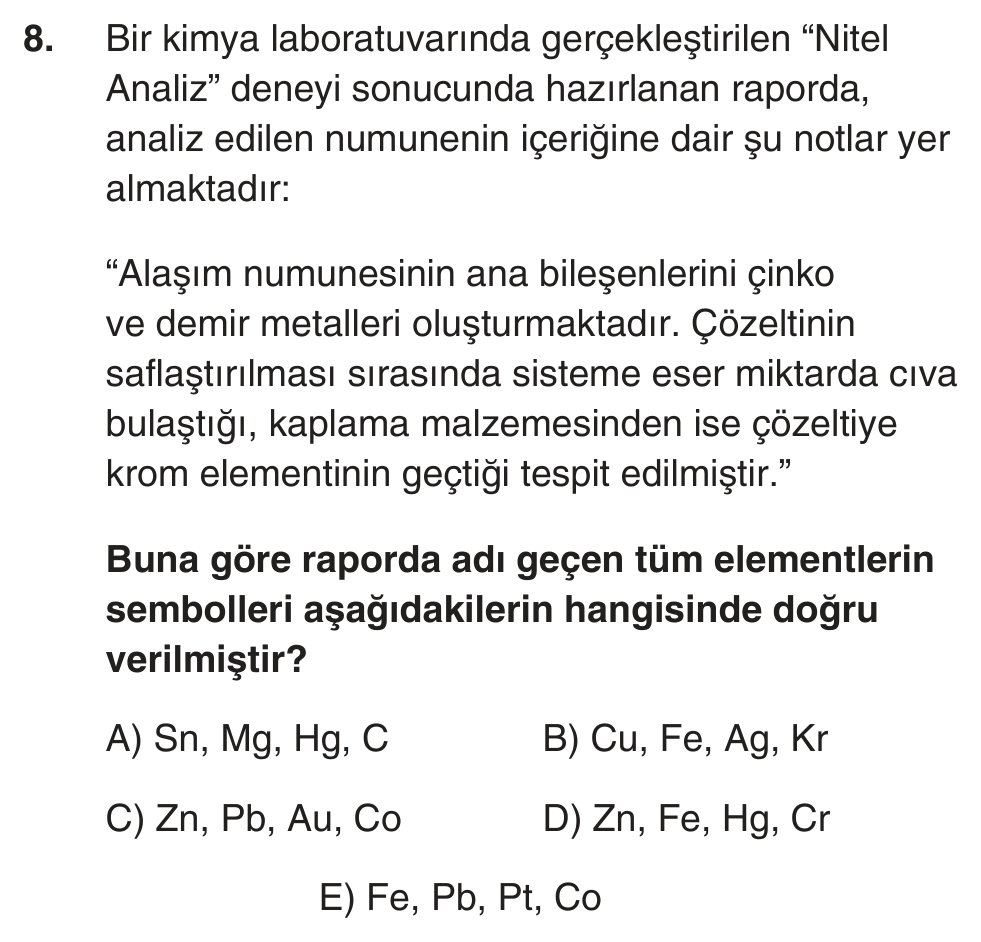 8. Bir kimya laboratuvarında gerçekleştirilen “Nitel
Analiz” deneyi sonucunda hazırlanan raporda,
analiz edilen numunenin içeriğine dair şu notlar yer
almaktadır:
“Alaşım numunesinin ana bileşenlerini çinko
ve demir metalleri oluşturmaktadır. Çözeltinin
saflaştırılması sırasında sisteme eser miktarda cıva
bulaştığı, kaplama malzemesinden ise çözeltiye
krom elementinin geçtiği tespit edilmiştir.”
Buna göre raporda adı geçen tüm elementlerin
sembolleri aşağıdakilerin hangisinde doğru
verilmiştir?
A) Sn, Mg, Hg, C B) Cu, Fe, Ag, Kr
C) Zn, Pb, Au, Co D) Zn, Fe, Hg, Cr
E) Fe, Pb, Pt, Co